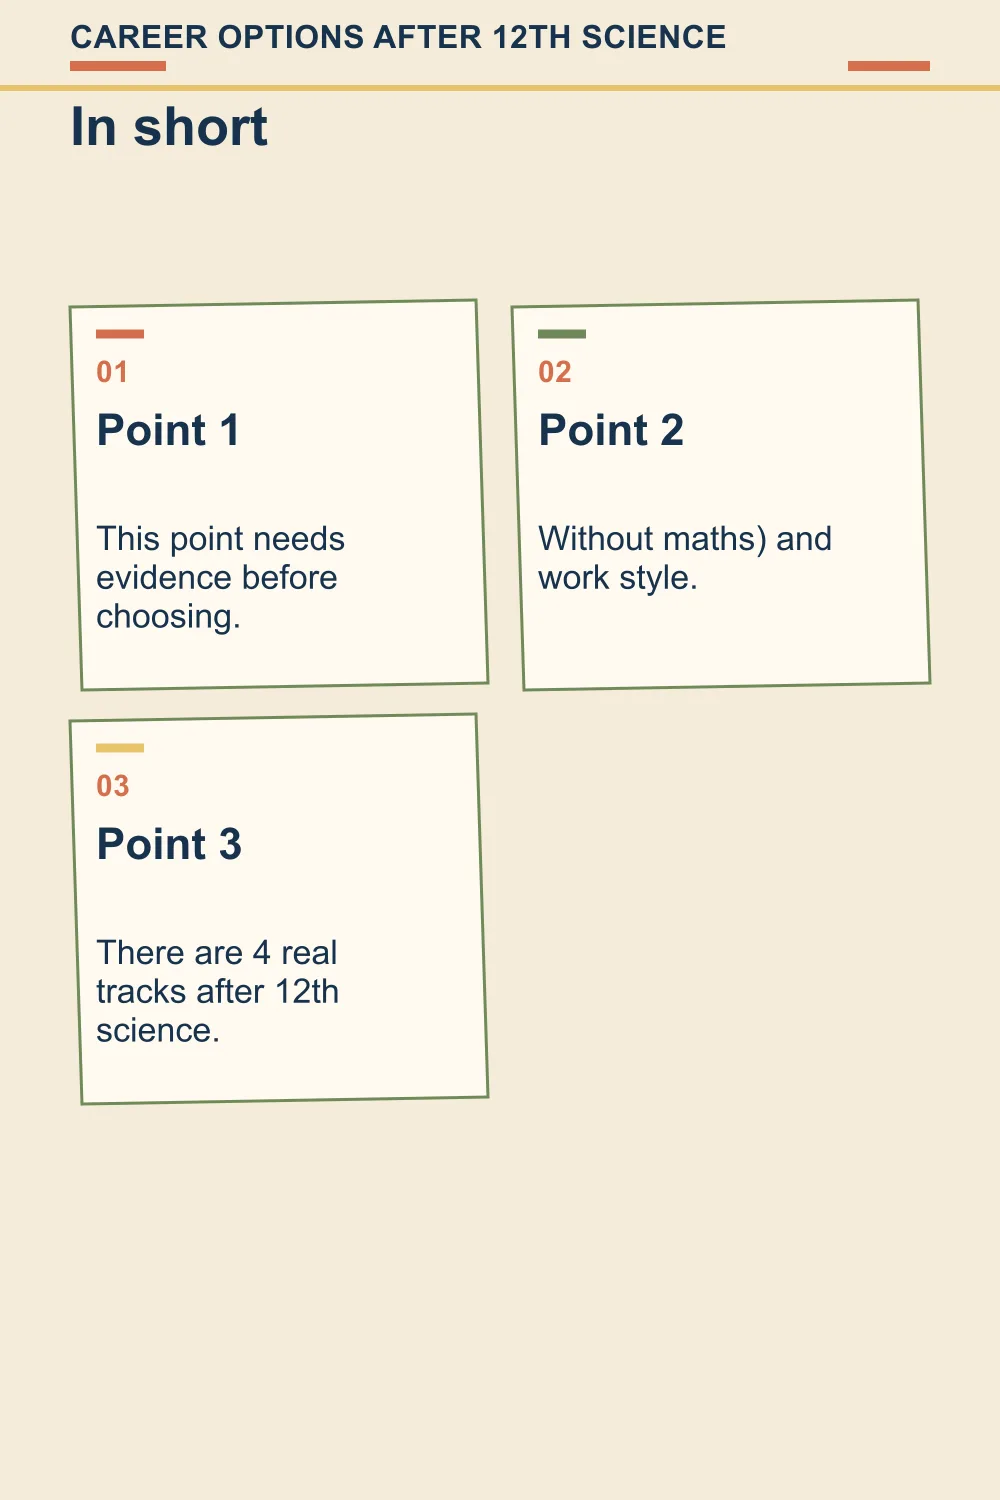 CAREER OPTIONS AFTER 12TH SCIENCE
In short
01
Point 1
This point needs
evidence before
choosing.
02
Point 2
Without maths) and
work style.
03
Point 3
There are 4 real
tracks after 12th
science.